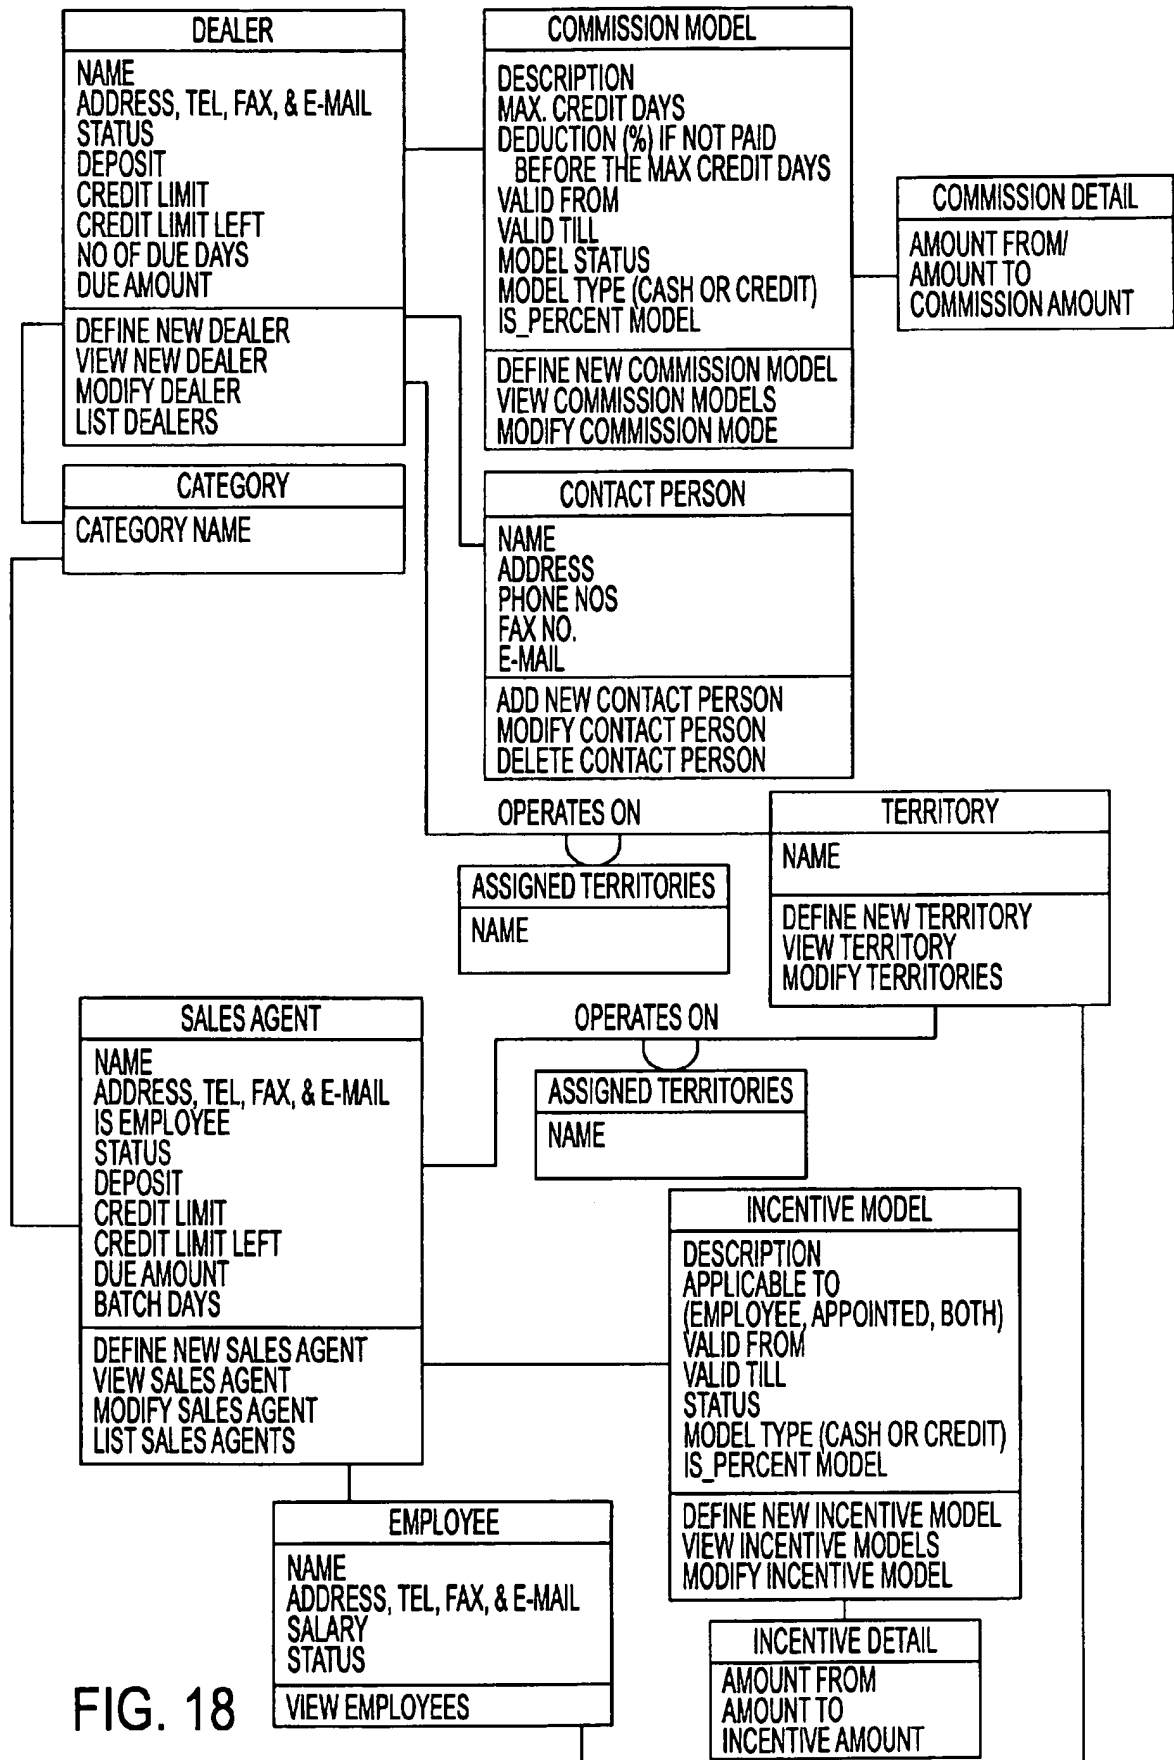 DEALER
NAME
ADDRESS, TEL, FAX, & E-MAIL
STATUS
DEPOSIT
CREDIT LIMIT
CREDIT LIMIT LEFT
NO OF DUE DAYS
DUE AMOUNT
DEFINE NEW DEALER
VIEW NEW DEALER
MODIFY DEALER
LIST DEALERS
COMMISSION MODEL
DESCRIPTION
MAX. CREDIT DAYS
DEDUCTION (%) IF NOT PAID
BEFORE THE MAX CREDIT DAYS
VALID FROM
VALID TILL
MODEL STATUS
MODEL TYPE (CASH OR CREDIT)
IS_PERCENT MODEL
DEFINE NEW COMMISSION MODEL
VIEW COMMISSION MODELS
MODIFY COMMISSION MODE
COMMISSION DETAIL
AMOUNT FROM/
AMOUNT TO
COMMISSION AMOUNT
CATEGORY
CATEGORY NAME
CONTACT PERSON
NAME
ADDRESS
PHONE NOS
FAX NO.
E-MAIL
ADD NEW CONTACT PERSON
MODIFY CONTACT PERSON
DELETE CONTACT PERSON
OPERATES ON
ASSIGNED TERRITORIES
NAME
TERRITORY
NAME
DEFINE NEW TERRITORY
VIEW TERRITORY
MODIFY TERRITORIES
SALES AGENT
NAME
ADDRESS, TEL, FAX, & E-MAIL
IS EMPLOYEE
STATUS
DEPOSIT
CREDIT LIMIT
CREDIT LIMIT LEFT
DUE AMOUNT
BATCH DAYS
DEFINE NEW SALES AGENT
VIEW SALES AGENT
MODIFY SALES AGENT
LIST SALES AGENTS
OPERATES ON
ASSIGNED TERRITORIES
NAME
INCENTIVE MODEL
DESCRIPTION
APPLICABLE TO
(EMPLOYEE, APPOINTED, BOTH)
VALID FROM
VALID TILL
STATUS
MODEL TYPE (CASH OR CREDIT)
IS_PERCENT MODEL
DEFINE NEW INCENTIVE MODEL
VIEW INCENTIVE MODELS
MODIFY INCENTIVE MODEL
EMPLOYEE
NAME
ADDRESS, TEL, FAX, & E-MAIL
SALARY
STATUS
VIEW EMPLOYEES
INCENTIVE DETAIL
AMOUNT FROM
AMOUNT TO
INCENTIVE AMOUNT
FIG. 18